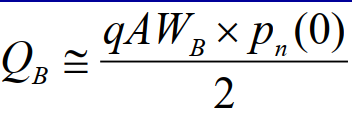 Q_B ≅ qAW_B × p_n(0) / 2